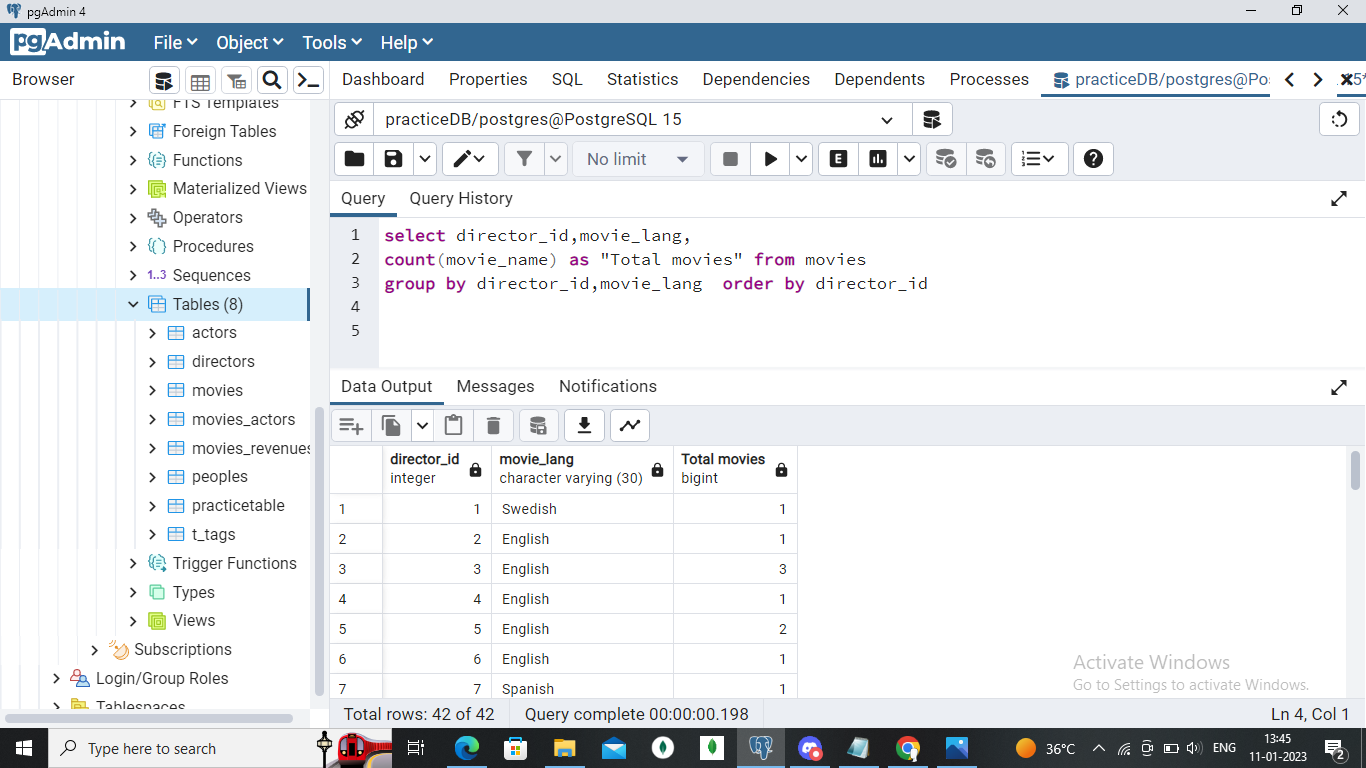 pgAdmin 4
pgAdmin File Object Tools Help
Browser
Dashboard Properties SQL Statistics Dependencies Dependents Processes practiceDB/postgres@Po 5*
FTS Templates
Foreign Tables
Functions
Materialized Views
Operators
Procedures
1..3 Sequences
Tables (8)
actors
directors
movies
movies_actors
movies_revenues
peoples
practicetable
t_tags
Trigger Functions
Types
Views
Subscriptions
Login/Group Roles
Tablespaces
practiceDB/postgres@PostgreSQL 15
No limit E
Query Query History
1 select director_id,movie_lang,
2 count(movie_name) as "Total movies" from movies
3 group by director_id,movie_lang  order by director_id
4
5
Data Output Messages Notifications
director_id movie_lang Total movies
integer character varying (30) bigint
1 1 Swedish 1
2 2 English 1
3 3 English 3
4 4 English 1
5 5 English 2
6 6 English 1
7 7 Spanish 1
Activate Windows
Go to Settings to activate Windows.
Total rows: 42 of 42 Query complete 00:00:00.198 Ln 4, Col 1
Type here to search 36°C ENG 13:45
11-01-2023 2